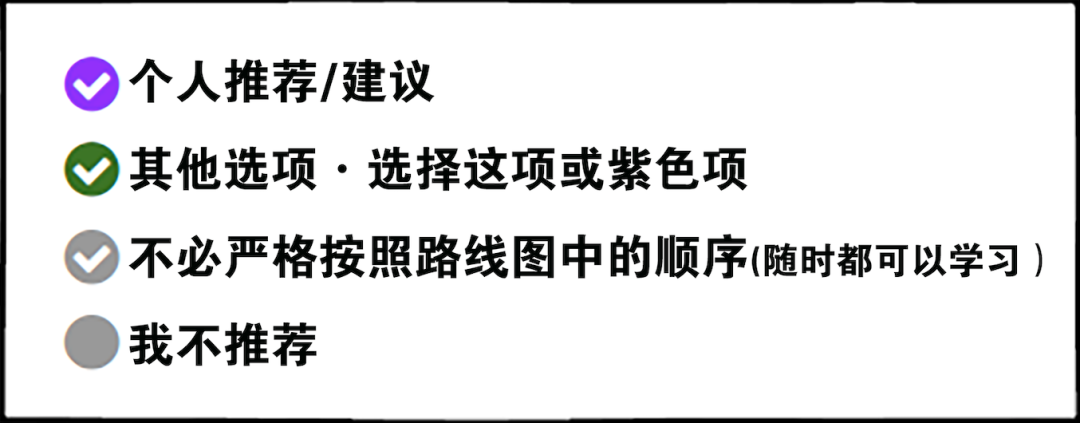 个人推荐/建议
其他选项·选择这项或紫色项
不必严格按照路线图中的顺序(随时都可以学习)
我不推荐